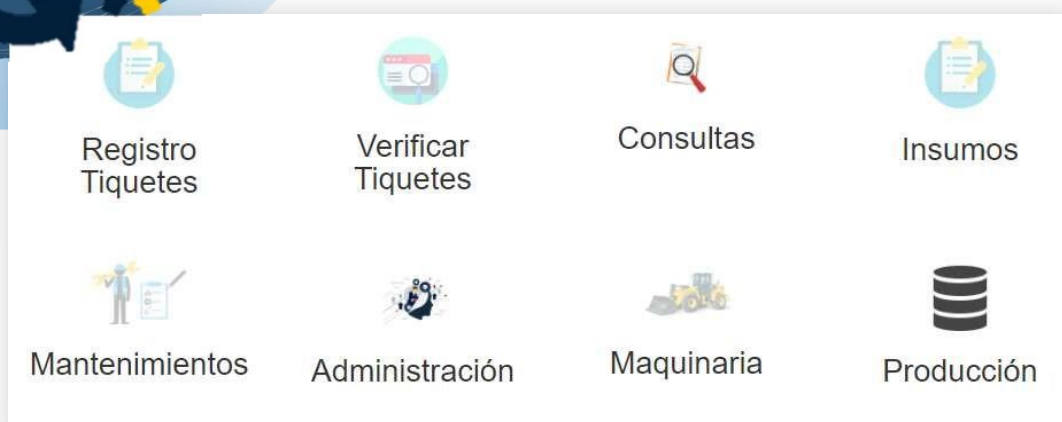 Registro
Tiquetes
Verificar
Tiquetes
Consultas
Insumos
Mantenimientos
Administración
Maquinaria
Producción